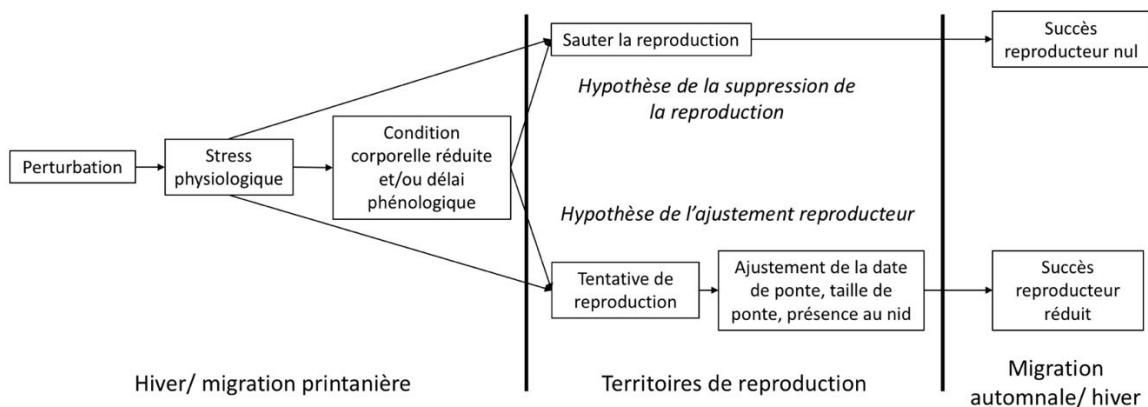 Sauter la reproduction
Succès
reproducteur nul
Hypothèse de la suppression de
la reproduction
Perturbation
Stress
physiologique
Condition
corporelle réduite
et/ou délai
phénologique
Hypothèse de l'ajustement reproducteur
Tentative de
reproduction
Ajustement de la date
de ponte, taille de
ponte, présence au nid
Succès
reproducteur
réduit
Hiver/ migration printanière
Territoires de reproduction
Migration
automnale/ hiver